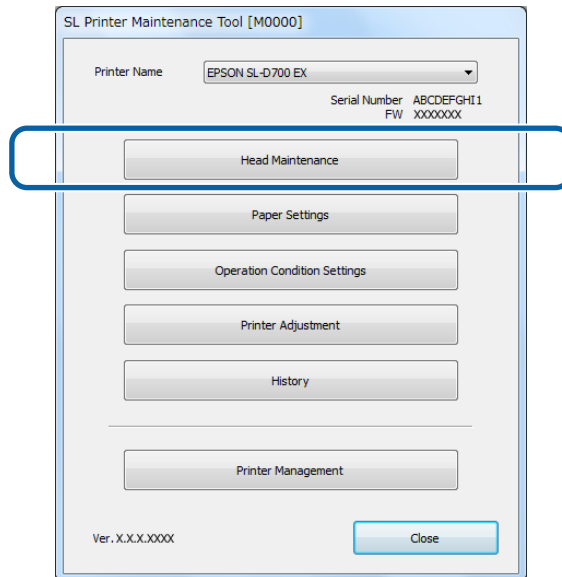 SL Printer Maintenance Tool [M0000]
Printer Name EPSON SL-D700 EX
Serial Number ABCDEFGHI1
FW XXXXXXX
Head Maintenance
Paper Settings
Operation Condition Settings
Printer Adjustment
History
Printer Management
Ver. X.X.X.XXXX Close